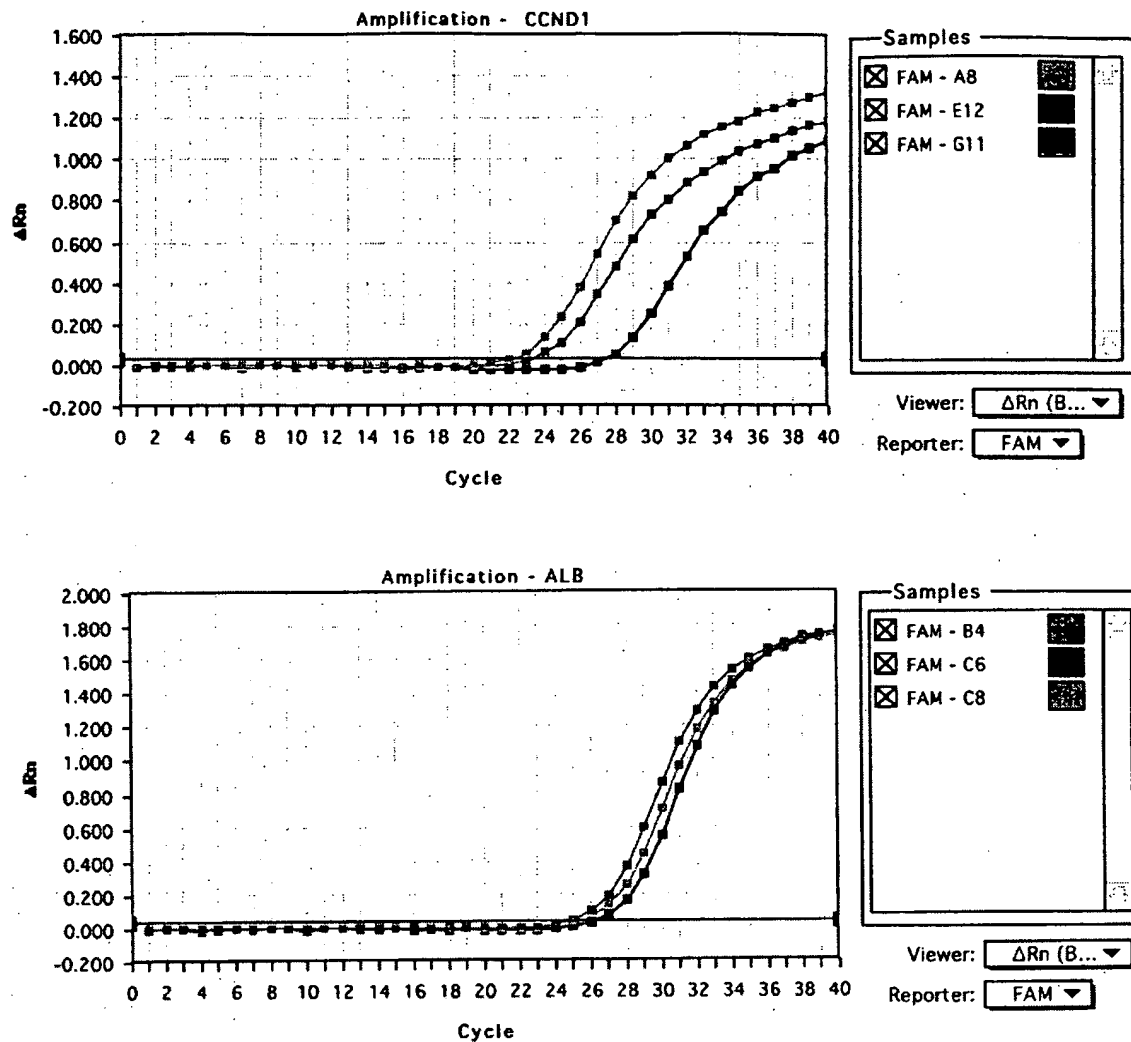 Amplification - CCND1
1.600
1.400
1.200
1.000
0.800
0.600
0.400
0.200
0.000
-0.200
ΔRn
0 2 4 6 8 10 12 14 16 18 20 22 24 26 28 30 32 34 36 38 40
Cycle
Samples
FAM - A8
FAM - E12
FAM - G11
Viewer: ΔRn (B...
Reporter: FAM
Amplification - ALB
2.000
1.800
1.600
1.400
1.200
1.000
0.800
0.600
0.400
0.200
0.000
-0.200
ΔRn
0 2 4 6 8 10 12 14 16 18 20 22 24 26 28 30 32 34 36 38 40
Cycle
Samples
FAM - B4
FAM - C6
FAM - C8
Viewer: ΔRn (B...
Reporter: FAM